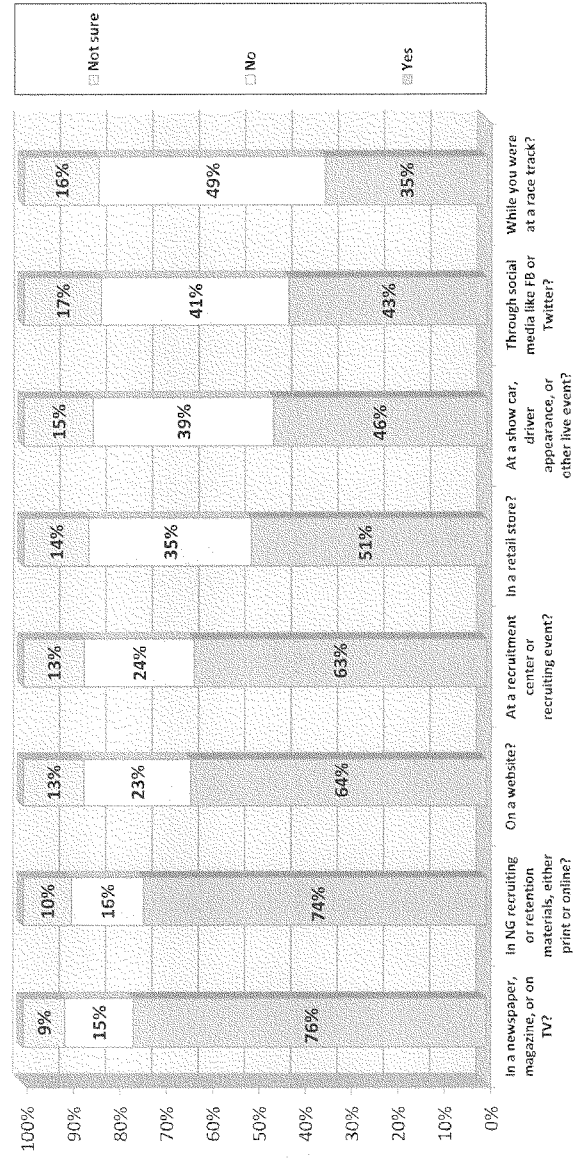 100%
90%
80%
70%
60%
50%
40%
30%
20%
10%
0%
9%
15%
76%
10%
16%
74%
13%
23%
64%
13%
24%
63%
14%
35%
51%
15%
39%
46%
17%
41%
43%
16%
49%
35%
In a newspaper,
magazine, or on
TV?
In NG recruiting
or retention
materials, either
print or online?
On a website?
At a recruitment
center or
recruiting event?
In a retail store?
At a show car,
driver
appearance, or
other live event?
Through social
media like FB or
Twitter?
While you were
at a race track?
Not sure
No
Yes